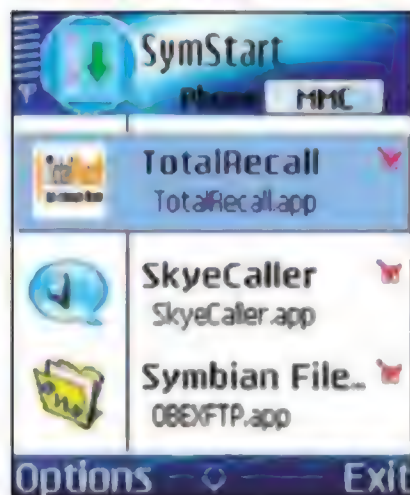 SymStart
Phone MMC
TotalRecall
TotalRecall.app
SkyeCaller
SkyeCaller.app
Symbian File...
OBEXFTP.app
Options Exit